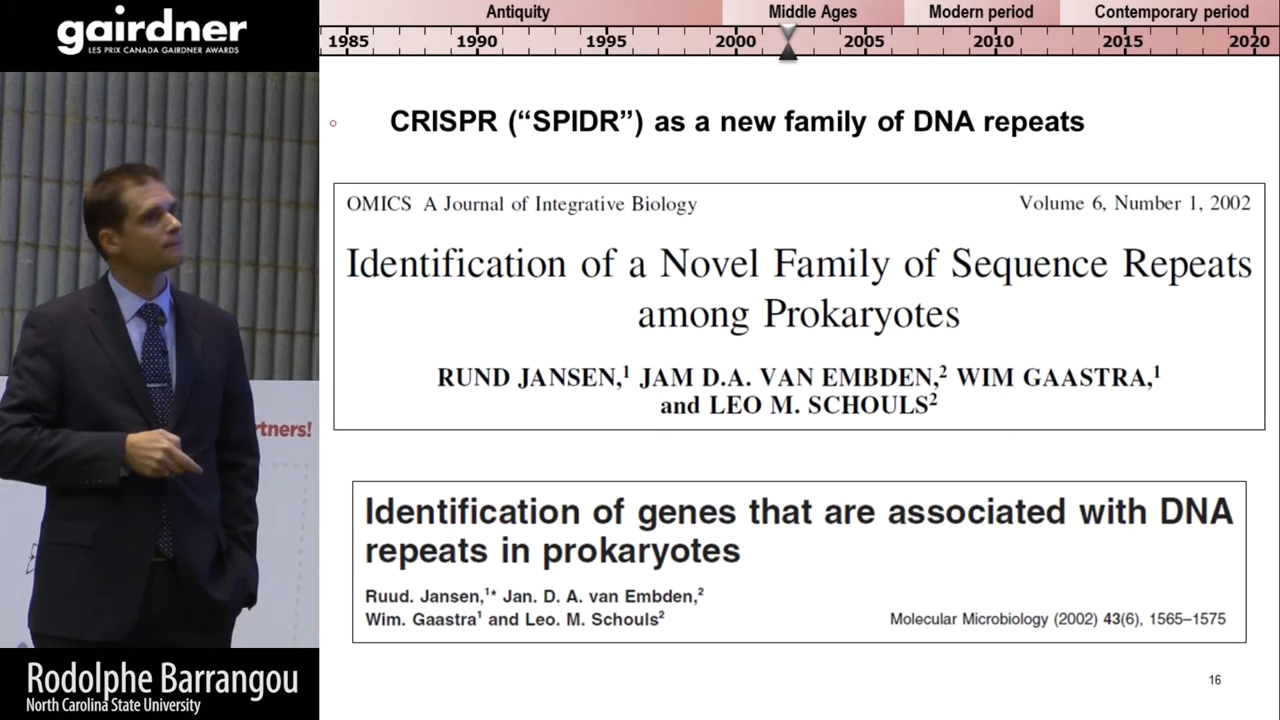 gairdner
LES PRIX CANADA GAIRDNER AWARDS
Antiquity Middle Ages Modern period Contemporary period
1985 1990 1995 2000 2005 2010 2015 2020
CRISPR (“SPIDR”) as a new family of DNA repeats
OMICS A Journal of Integrative Biology Volume 6, Number 1, 2002
Identification of a Novel Family of Sequence Repeats
among Prokaryotes
RUND JANSEN,¹ JAM D.A. VAN EMBDEN,² WIM GAASTRA,¹
and LEO M. SCHOULS²
rtners!
Identification of genes that are associated with DNA
repeats in prokaryotes
Ruud. Jansen,¹* Jan. D. A. van Embden,²
Wim. Gaastra¹ and Leo. M. Schouls² Molecular Microbiology (2002) 43(6), 1565–1575
Rodolphe Barrangou
North Carolina State University
16